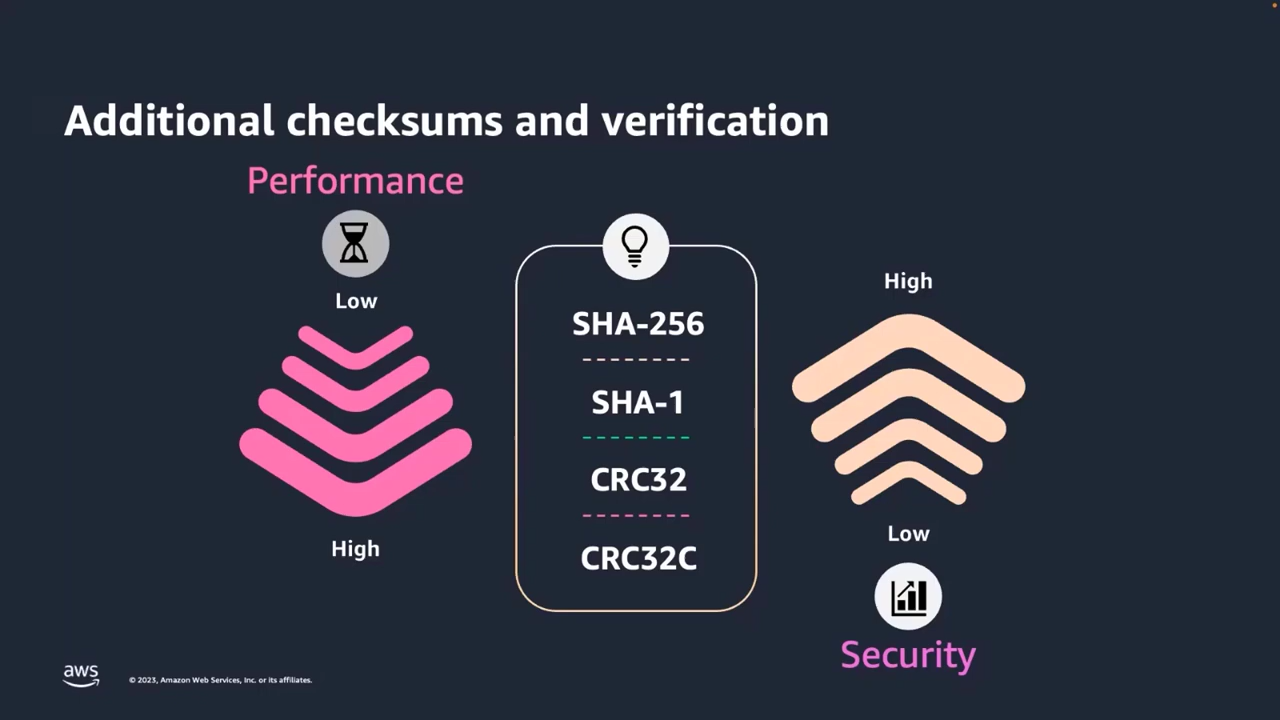 Additional checksums and verification
Performance
Low
High
SHA-256
SHA-1
CRC32
CRC32C
High
Low
Security
aws
© 2023, Amazon Web Services, Inc. or its affiliates.